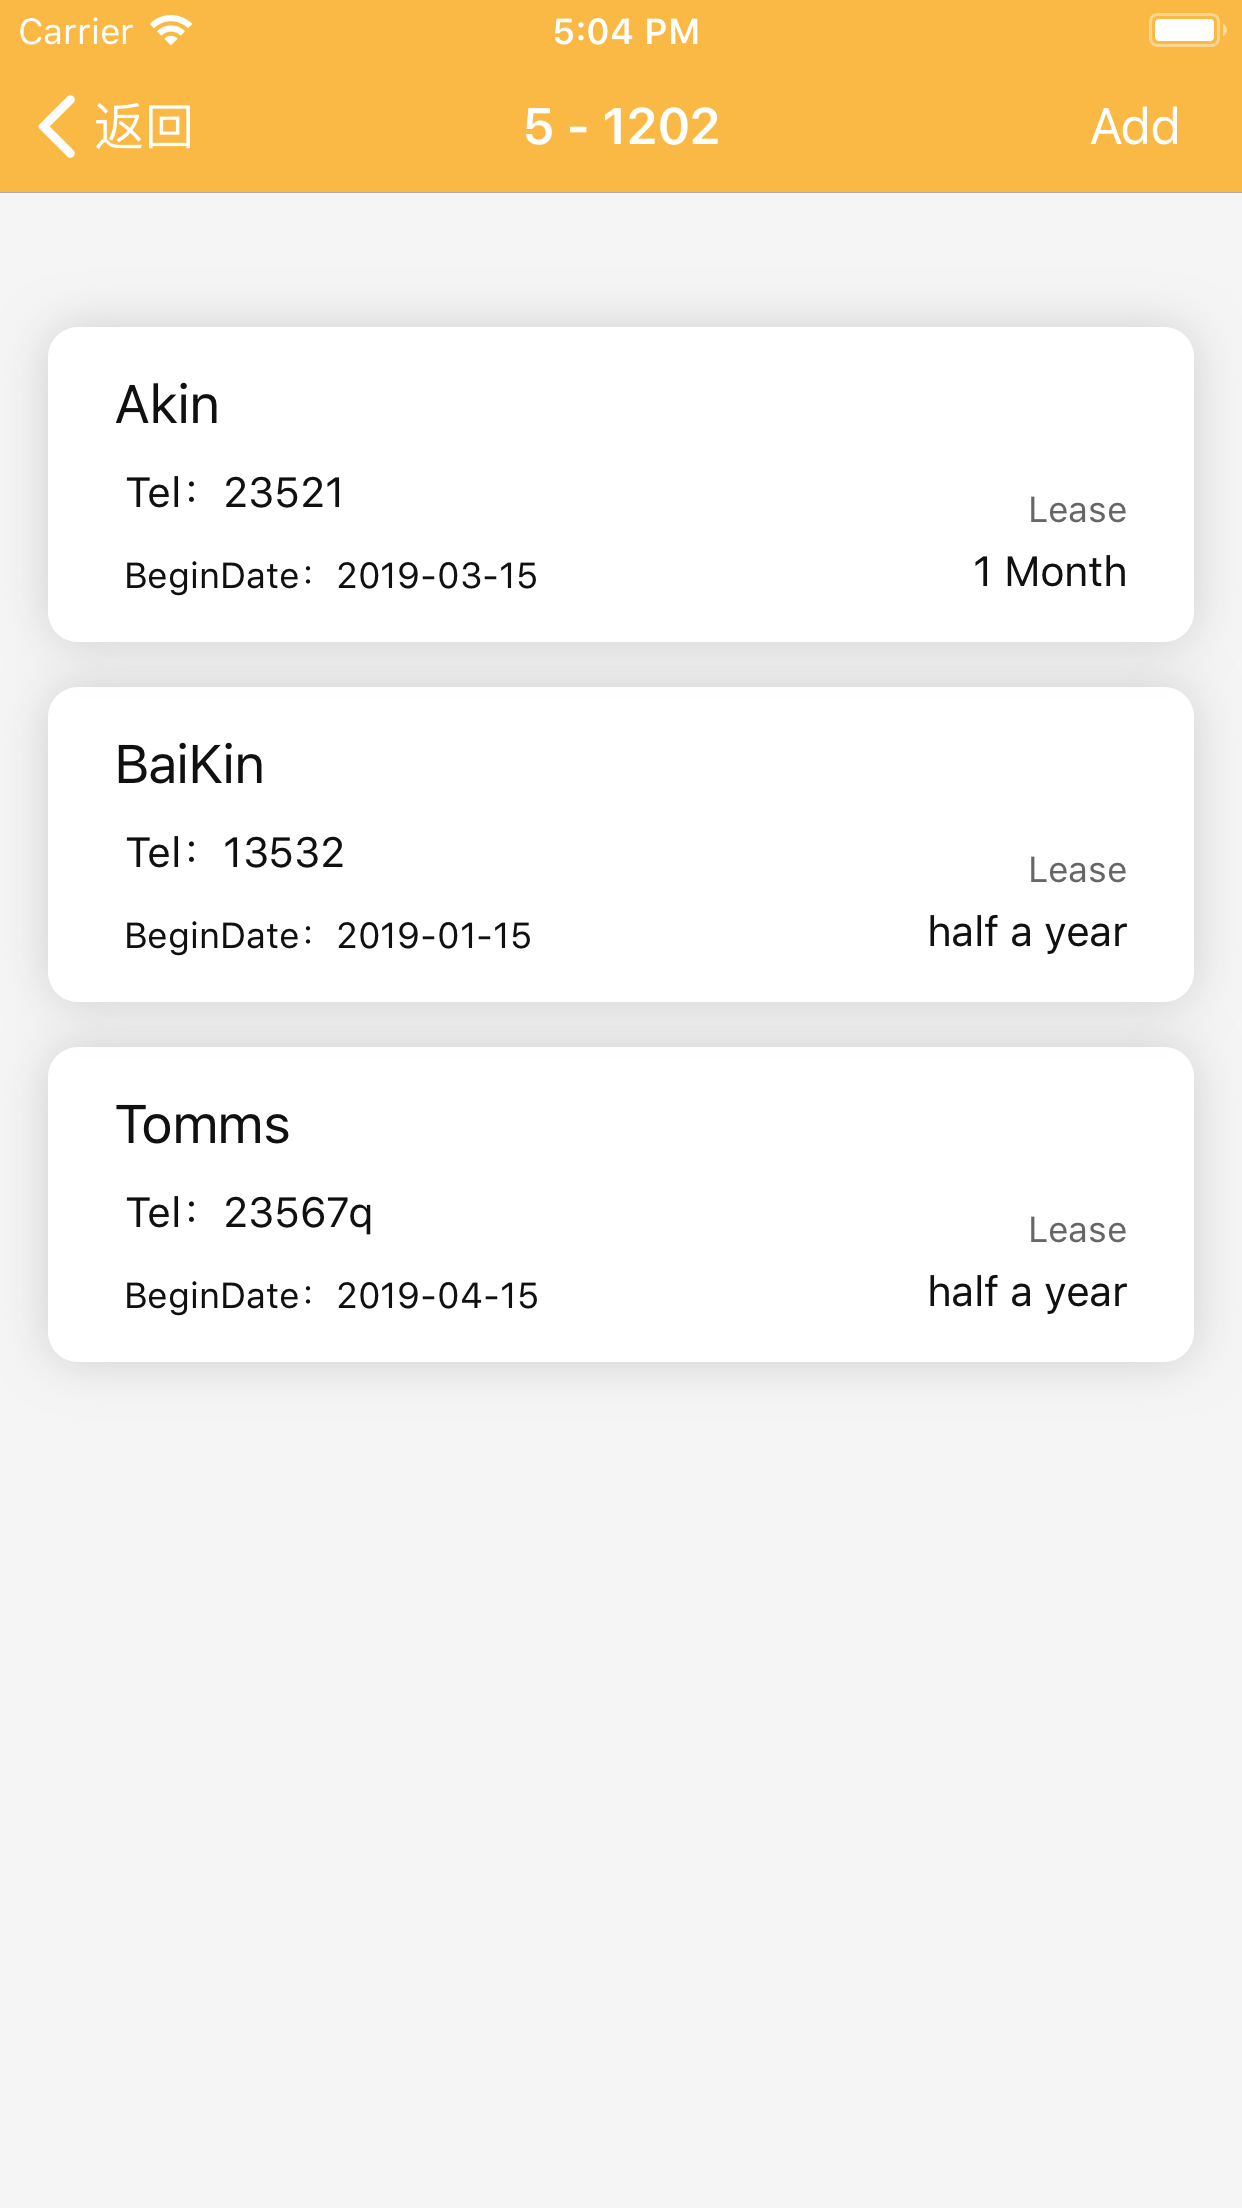 Carrier 5:04 PM
返回 5 - 1202 Add
Akin
Tel： 23521
Lease
BeginDate： 2019-03-15
1 Month
BaiKin
Tel： 13532
Lease
BeginDate： 2019-01-15
half a year
Tomms
Tel： 23567q
Lease
BeginDate： 2019-04-15
half a year